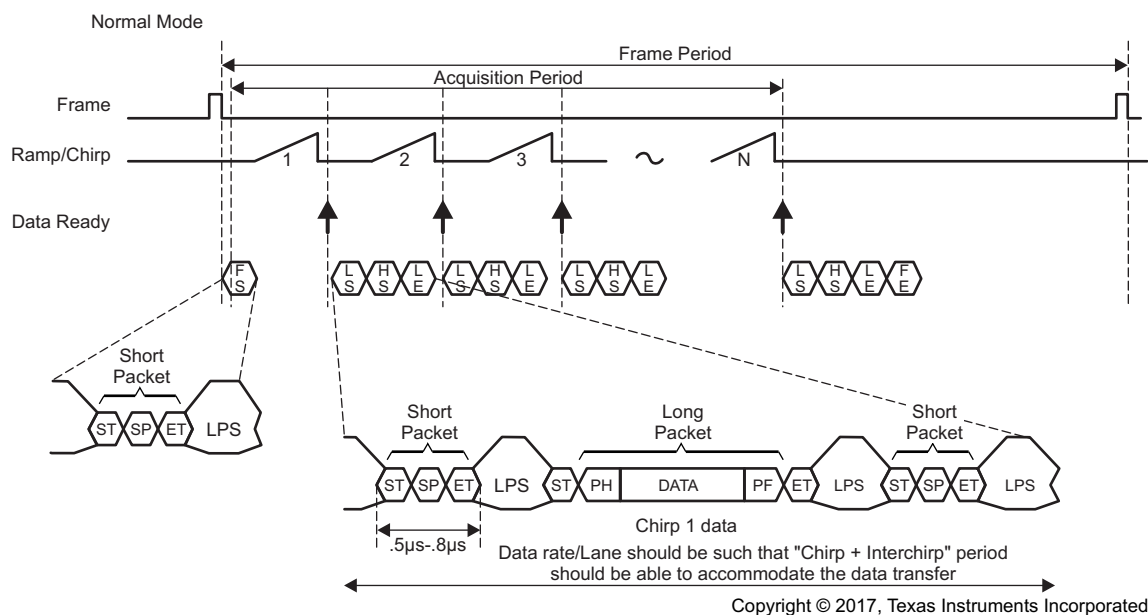 Normal Mode
Frame Period
Acquisition Period
Frame
Ramp/Chirp
1
2
3
N
Data Ready
F
S
L
S
H
S
L
E
L
S
H
S
L
E
L
S
H
S
L
E
L
S
H
S
L
E
F
E
Short
Packet
ST SP ET LPS
Short
Packet
Long
Packet
Short
Packet
ST SP ET LPS ST PH DATA PF ET LPS ST SP ET LPS
.5µs-.8µs
Chirp 1 data
Data rate/Lane should be such that "Chirp + Interchirp" period
should be able to accommodate the data transfer
Copyright © 2017, Texas Instruments Incorporated